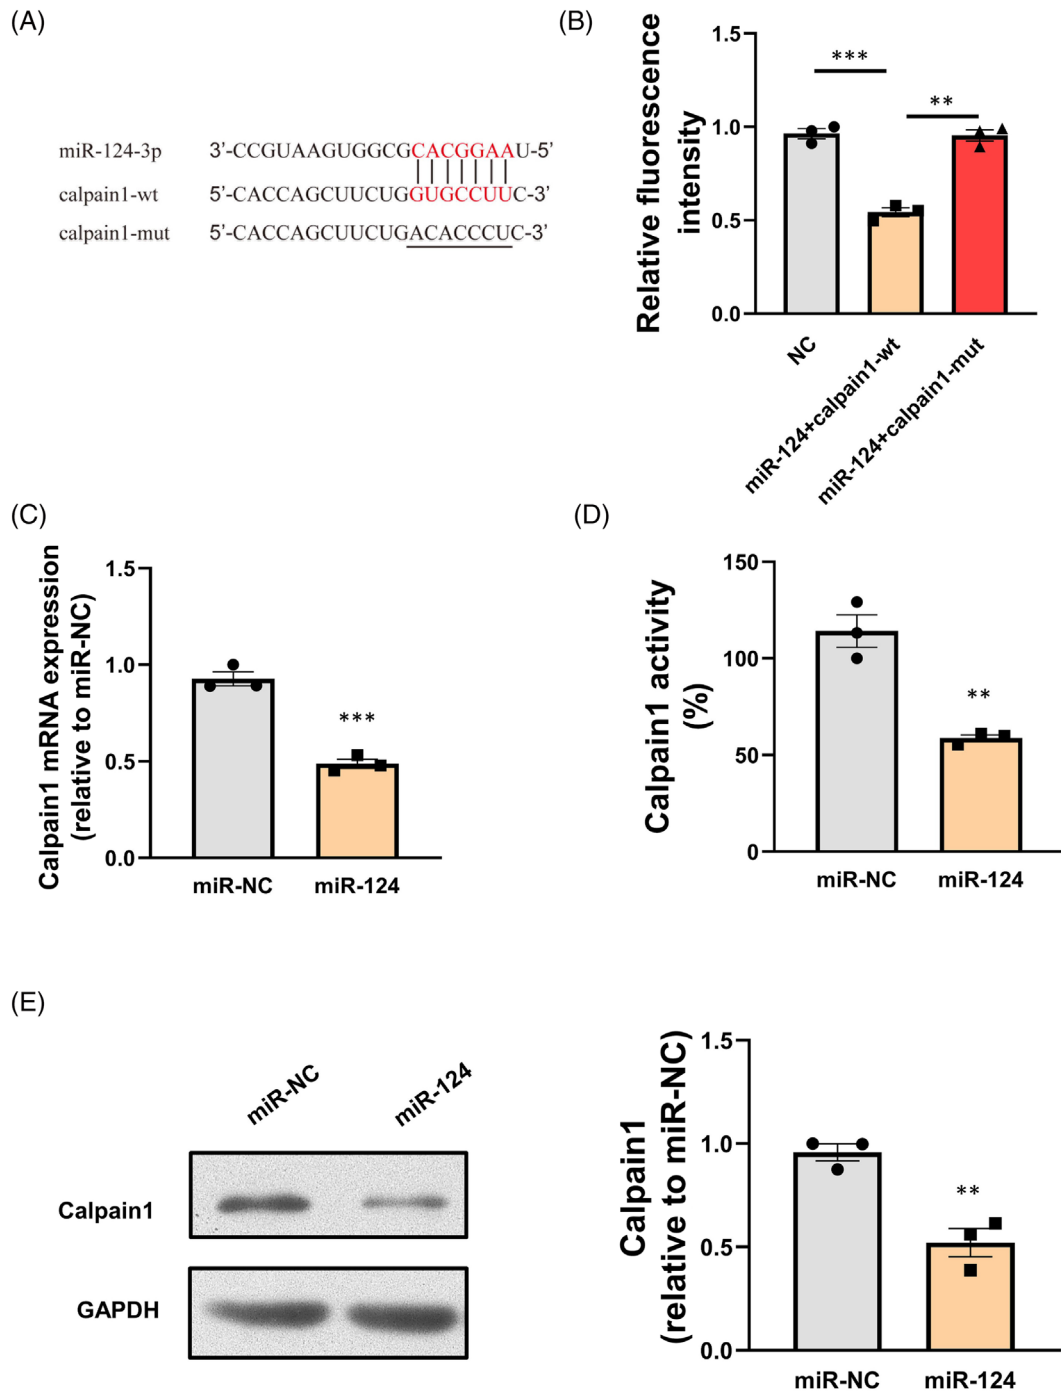 (A)
miR-124-3p 3'-CCGUAAGUGGCGCACGGAAU-5'
calpain1-wt 5'-CACCAGCUUCUGGUGCCUUC-3'
calpain1-mut 5'-CACCAGCUUCUGACACCCUC-3'
(B)
Relative fluorescence
intensity
1.5
1.0
0.5
0.0
***
**
NC
miR-124+calpain1-wt
miR-124+calpain1-mut
(C)
Calpain1 mRNA expression
(relative to miR-NC)
1.5
1.0
0.5
0.0
***
miR-NC miR-124
(D)
Calpain1 activity
(%)
150
100
50
0
**
miR-NC miR-124
(E)
miR-NC miR-124
Calpain1
GAPDH
Calpain1
(relative to miR-NC)
1.5
1.0
0.5
0.0
**
miR-NC miR-124